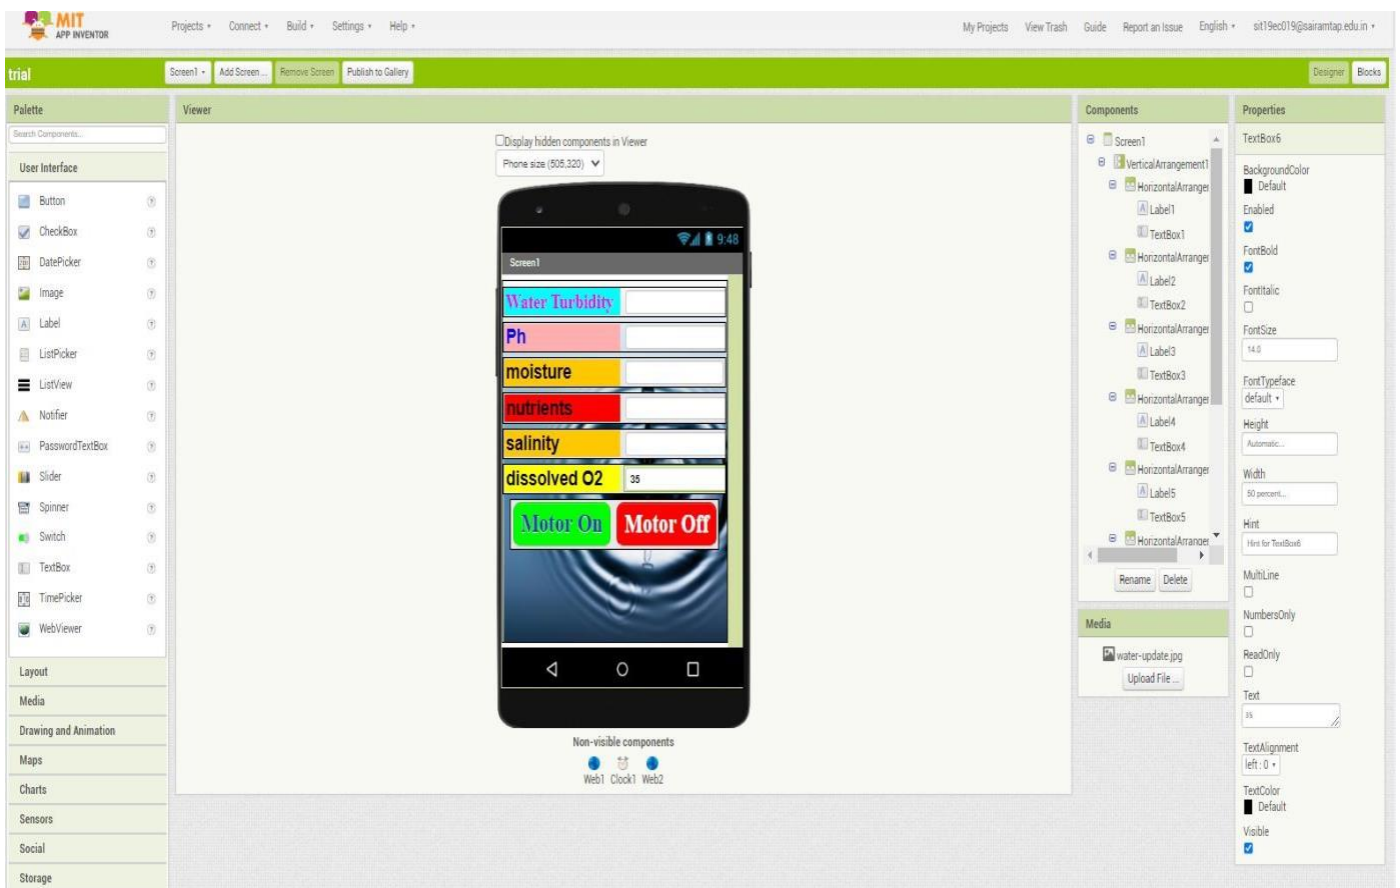 MIT
APP INVENTOR
Projects Connect Build Settings Help
My Projects View Trash Guide Report an Issue English sit19ec019@sairamtap.edu.in
trial
Screen1 Add Screen ... Remove Screen Publish to Gallery
Designer Blocks
Palette
Search Components...
User Interface
Button
CheckBox
DatePicker
Image
Label
ListPicker
ListView
Notifier
PasswordTextBox
Slider
Spinner
Switch
TextBox
TimePicker
WebViewer
Layout
Media
Drawing and Animation
Maps
Charts
Sensors
Social
Storage
Viewer
Display hidden components in Viewer
Phone size (505,320)
9:48
Screen1
Water Turbidity
Ph
moisture
nutrients
salinity
dissolved O2 35
Motor On Motor Off
Non-visible components
Web1 Clock1 Web2
Components
Screen1
VerticalArrangement1
HorizontalArranger
Label1
TextBox1
HorizontalArranger
Label2
TextBox2
HorizontalArranger
Label3
TextBox3
HorizontalArranger
Label4
TextBox4
HorizontalArranger
Label5
TextBox5
HorizontalArranger
Rename Delete
Media
water-update.jpg
Upload File ...
Properties
TextBox6
BackgroundColor
Default
Enabled
FontBold
FontItalic
FontSize
14.0
FontTypeface
default
Height
Automatic...
Width
50 percent...
Hint
Hint for TextBox6
MultiLine
NumbersOnly
ReadOnly
Text
35
TextAlignment
left : 0
TextColor
Default
Visible